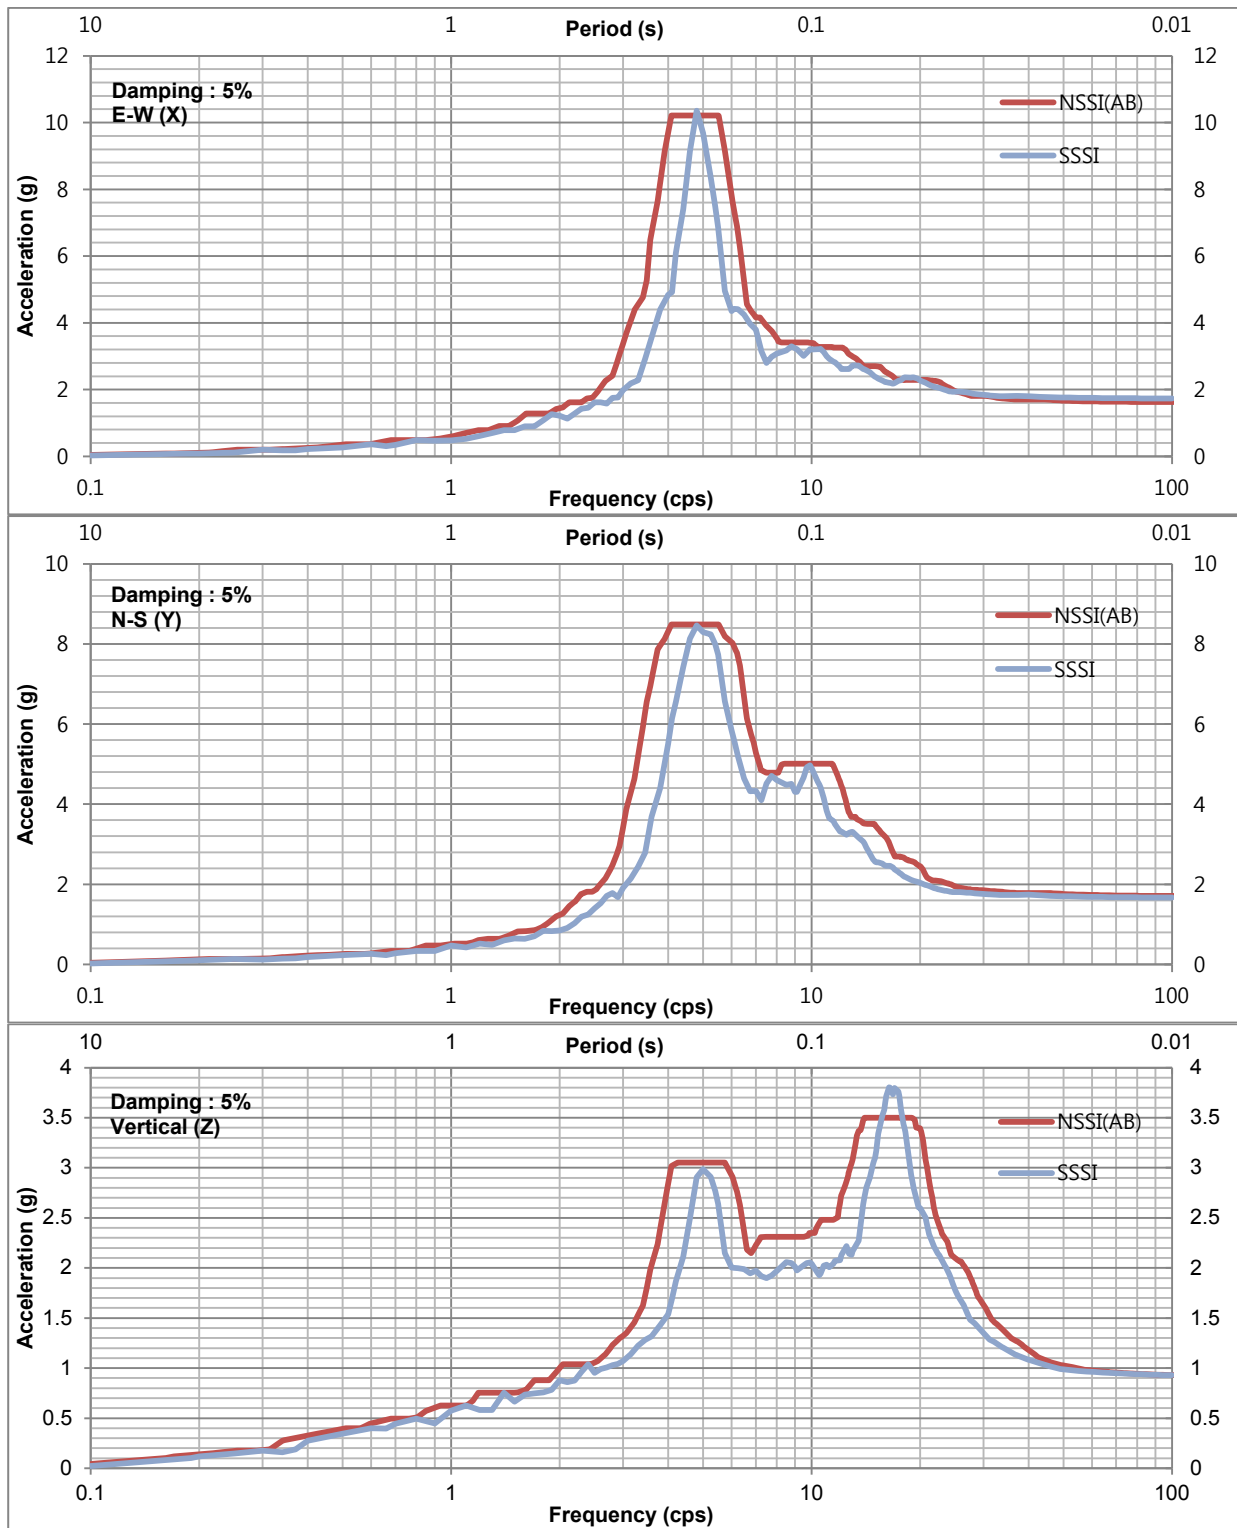 10 1 Period (s) 0.1 0.01
12 12
Damping : 5%
E-W (X)
NSSI(AB)
10 10
SSSI
8 8
Acceleration (g)
6 6
4 4
2 2
0 0
0.1 1 Frequency (cps) 10 100
10 1 Period (s) 0.1 0.01
10 10
Damping : 5%
N-S (Y)
NSSI(AB)
8 8
SSSI
Acceleration (g)
6 6
4 4
2 2
0 0
0.1 1 Frequency (cps) 10 100
10 1 Period (s) 0.1 0.01
4 4
Damping : 5%
Vertical (Z)
NSSI(AB)
3.5 3.5
SSSI
3 3
Acceleration (g)
2.5 2.5
2 2
1.5 1.5
1 1
0.5 0.5
0 0
0.1 1 Frequency (cps) 10 100